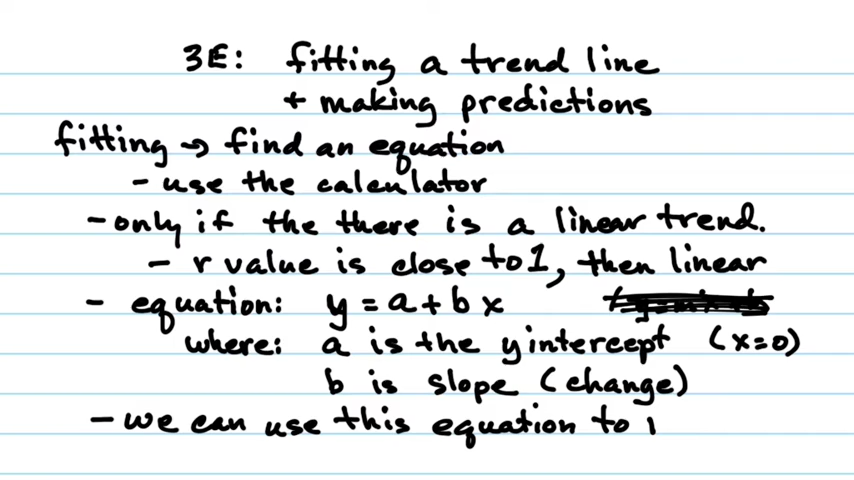 3E: fitting a trend line
+ making predictions
fitting → find an equation
- use the calculator
- only if the there is a linear trend.
- r value is close to 1, then linear
- equation: y = a + b x
where: a is the y intercept (x=0)
b is slope (change)
- we can use this equation to